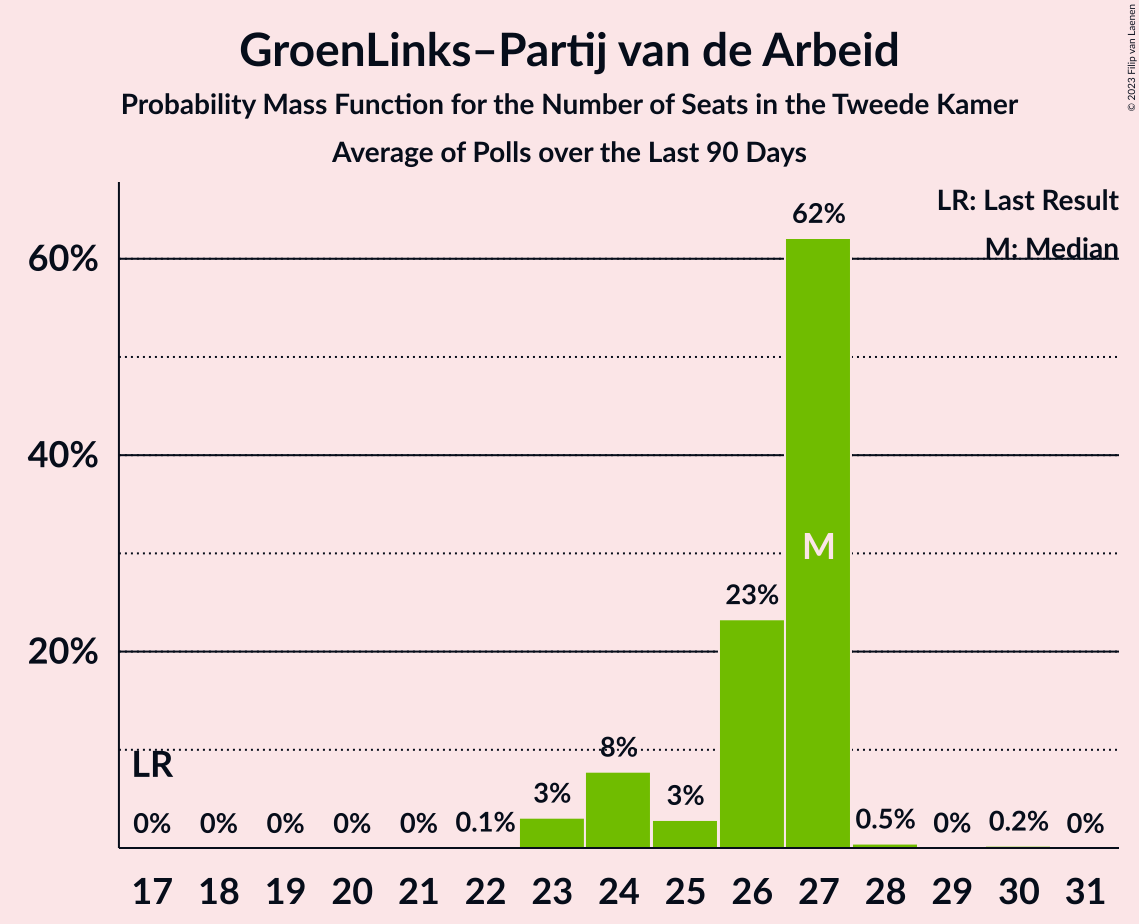 GroenLinks–Partij van de Arbeid
Probability Mass Function for the Number of Seats in the Tweede Kamer
Average of Polls over the Last 90 Days
© 2023 Filip van Laenen
LR: Last Result
M: Median
60%
40%
20%
62%
M
23%
LR
8%
3%
3%
0%
0%
0%
0%
0%
0.1%
0.5%
0%
0.2%
0%
17 18 19 20 21 22 23 24 25 26 27 28 29 30 31